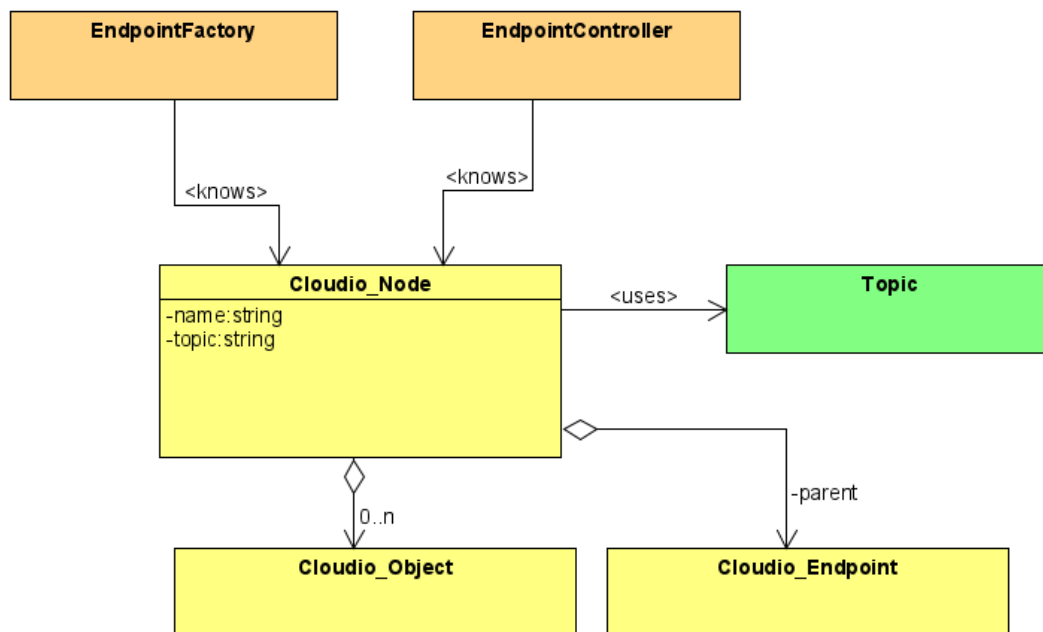 EndpointFactory
EndpointController
<knows>
<knows>
Cloudio_Node
-name:string
-topic:string
<uses>
Topic
-parent
0..n
Cloudio_Object
Cloudio_Endpoint